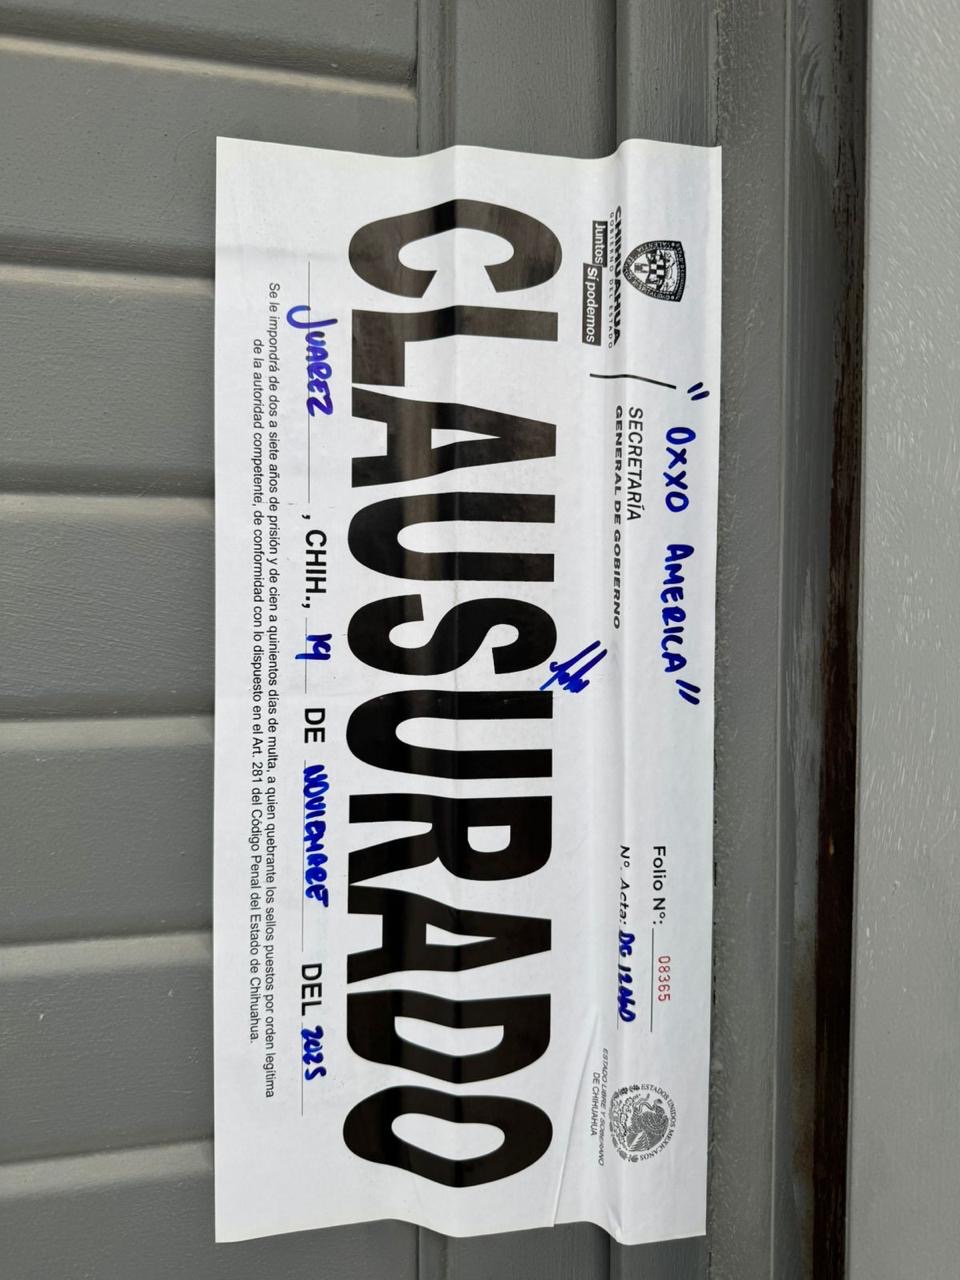 "OXXO AMERICA"
CHIHUAHUA
GOBIERNO DEL ESTADO
Juntos Sí podemos
SECRETARÍA
GENERAL DE GOBIERNO
Folio N°: 08365
N°. Acta:
ESTADOS UNIDOS MEXICANOS
ESTADO LIBRE Y SOBERANO
DE CHIHUAHUA
CLAUSURADO
JUAREZ, CHIH., 19 DE NOVIEMBRE DEL 2025
Se le impondrá de dos a siete años de prisión y de cien a quinientos días de multa, a quien quebrante los sellos puestos por orden legítima
de la autoridad competente, de conformidad con lo dispuesto en el Art. 281 del Código Penal del Estado de Chihuahua.